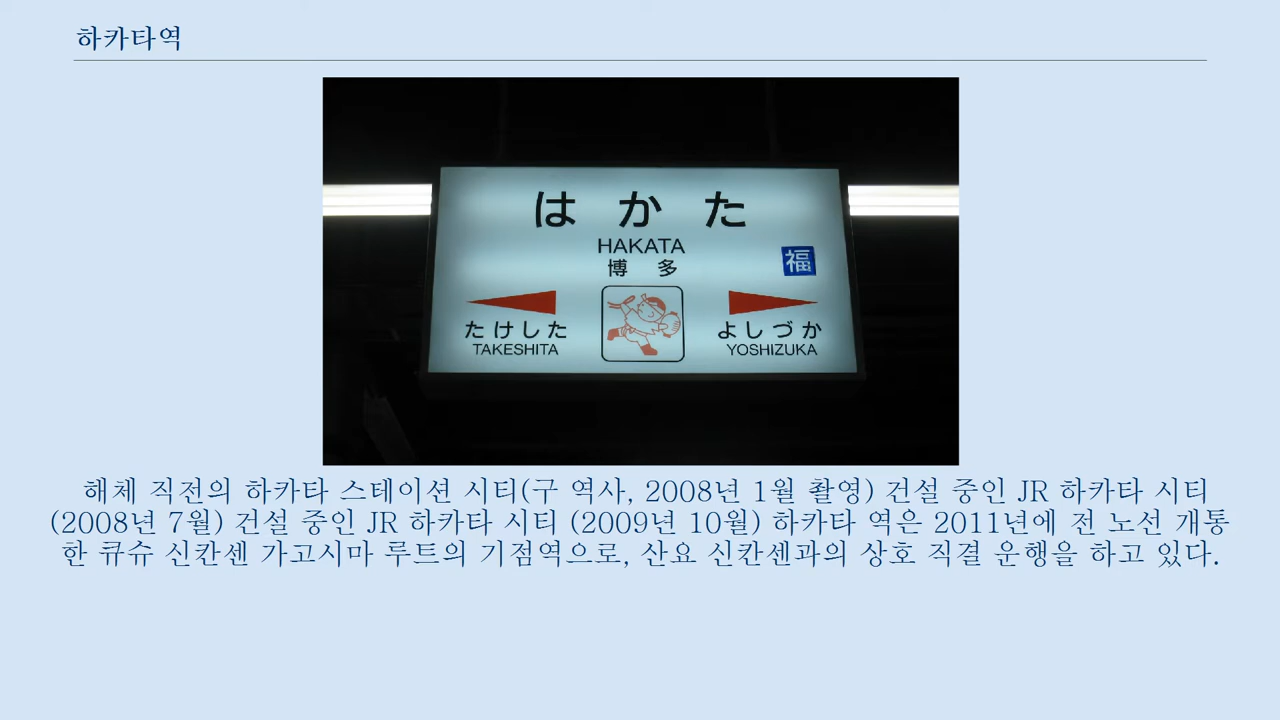 하카타역
は か た
HAKATA
博 多
福
たけした
よしづか
TAKESHITA
YOSHIZUKA
해체 직전의 하카타 스테이션 시티(구 역사, 2008년 1월 촬영) 건설 중인 JR 하카타 시티
(2008년 7월) 건설 중인 JR 하카타 시티 (2009년 10월) 하카타 역은 2011년에 전 노선 개통
한 큐슈 신칸센 가고시마 루트의 기점역으로, 산요 신칸센과의 상호 직결 운행을 하고 있다.